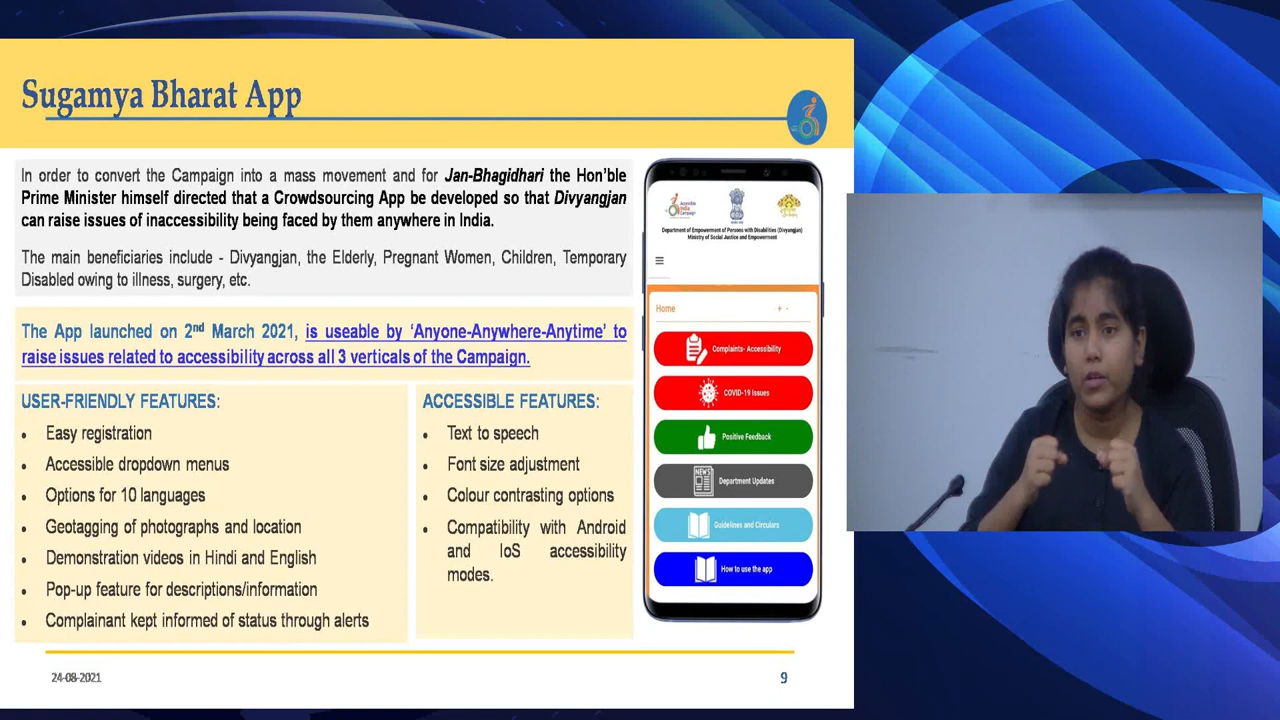 Sugamya Bharat App
In order to convert the Campaign into a mass movement and for Jan-Bhagidhari the Hon'ble
Prime Minister himself directed that a Crowdsourcing App be developed so that Divyangjan
can raise issues of inaccessibility being faced by them anywhere in India.
The main beneficiaries include - Divyangjan, the Elderly, Pregnant Women, Children, Temporary
Disabled owing to illness, surgery, etc.
The App launched on 2nd March 2021, is useable by 'Anyone-Anywhere-Anytime' to
raise issues related to accessibility across all 3 verticals of the Campaign.
USER-FRIENDLY FEATURES:
• Easy registration
• Accessible dropdown menus
• Options for 10 languages
• Geotagging of photographs and location
• Demonstration videos in Hindi and English
• Pop-up feature for descriptions/information
• Complainant kept informed of status through alerts
ACCESSIBLE FEATURES:
• Text to speech
• Font size adjustment
• Colour contrasting options
• Compatibility with Android
and IoS accessibility
modes.
Accessible
India
Campaign
Department of Empowerment of Persons with Disabilities (Divyangjan)
Ministry of Social Justice and Empowerment
Home + -
Complaints- Accessibility
COVID-19 Issues
Positive Feedback
NEWS
Department Updates
Guidelines and Circulars
How to use the app
24-08-2021
9